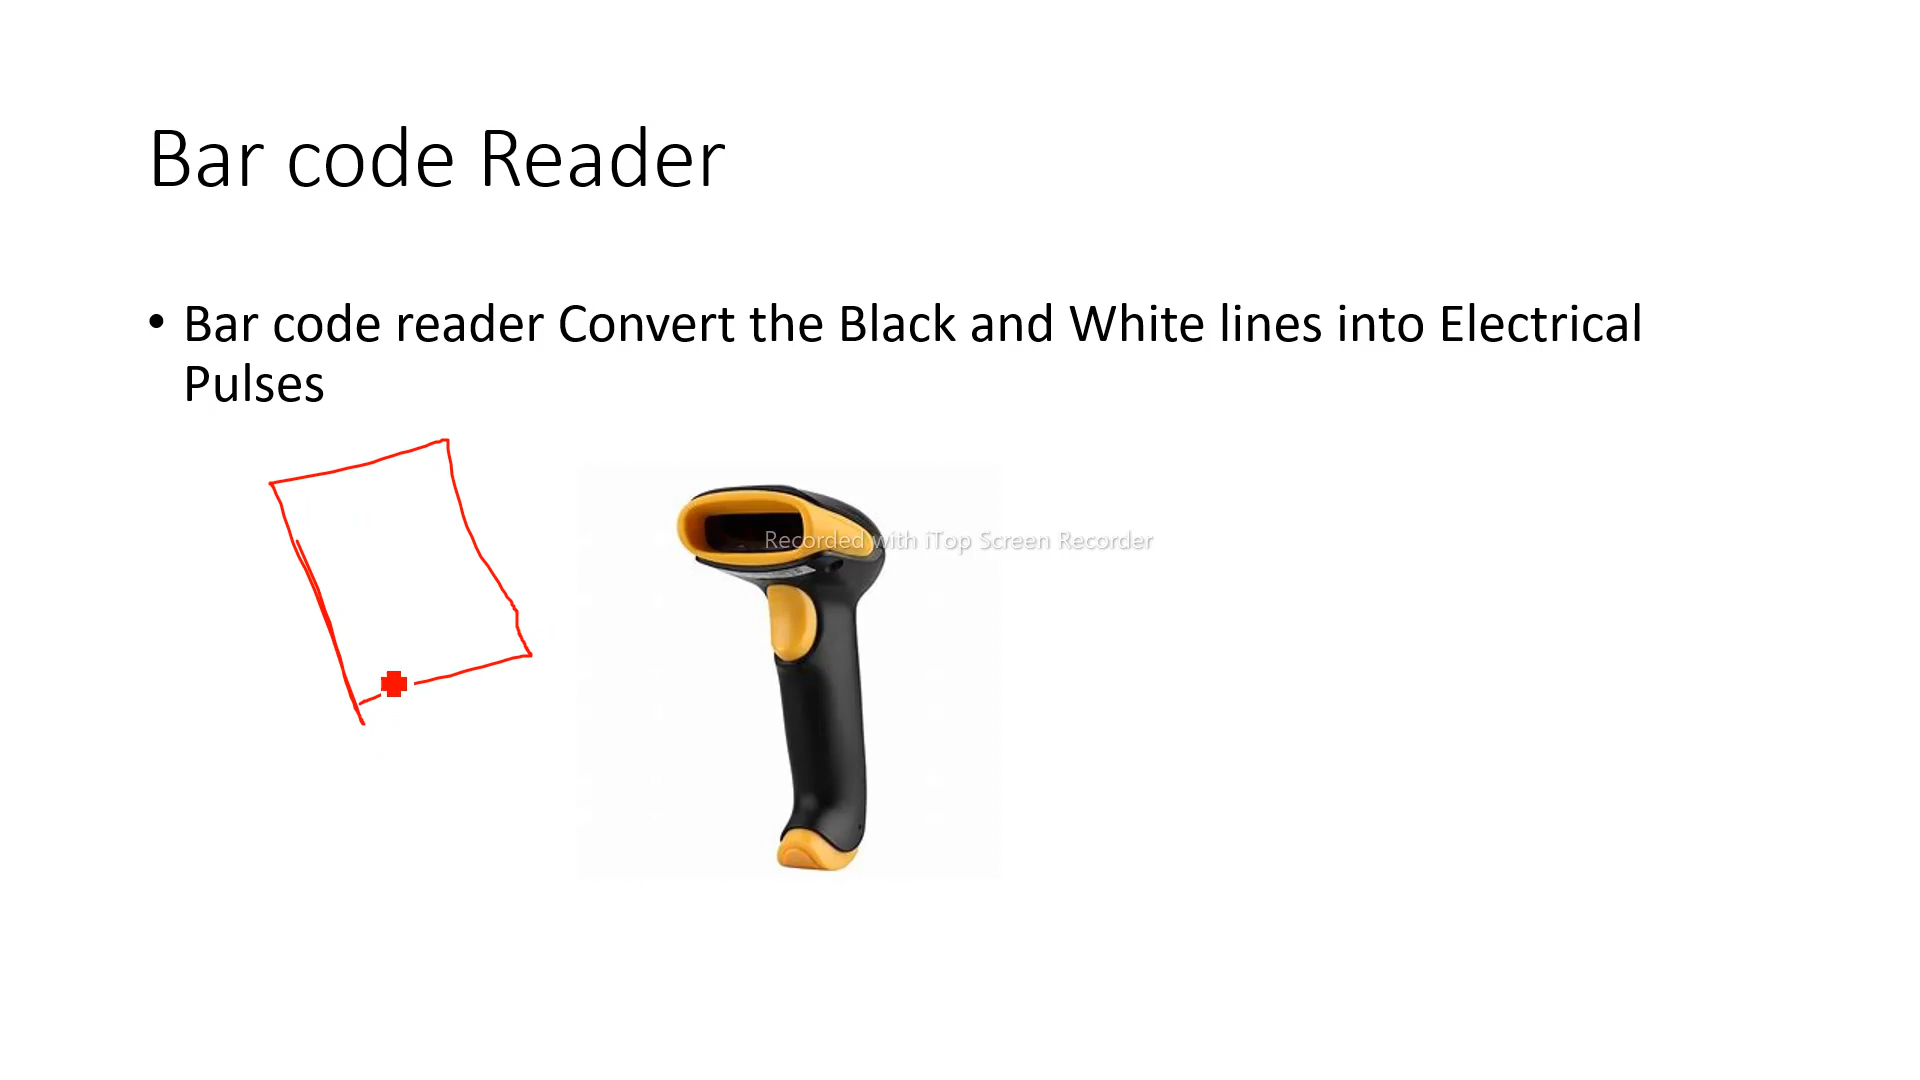 Bar code Reader
• Bar code reader Convert the Black and White lines into Electrical
Pulses
Recorded with iTop Screen Recorder